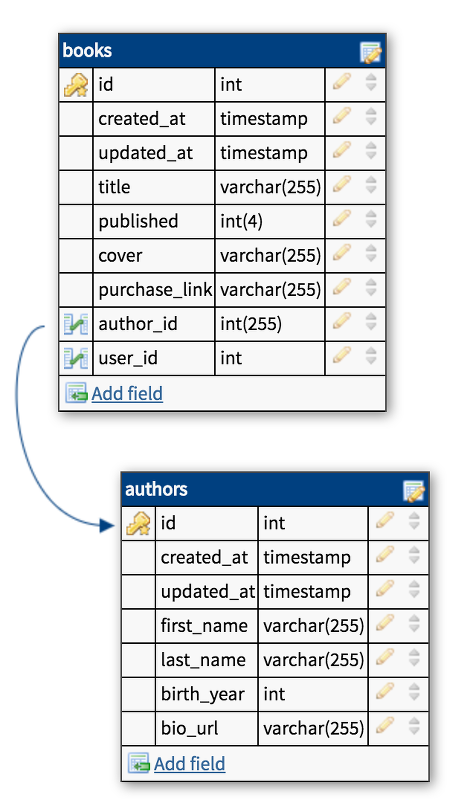 books
id int
created_at timestamp
updated_at timestamp
title varchar(255)
published int(4)
cover varchar(255)
purchase_link varchar(255)
author_id int(255)
user_id int
Add field
authors
id int
created_at timestamp
updated_at timestamp
first_name varchar(255)
last_name varchar(255)
birth_year int
bio_url varchar(255)
Add field